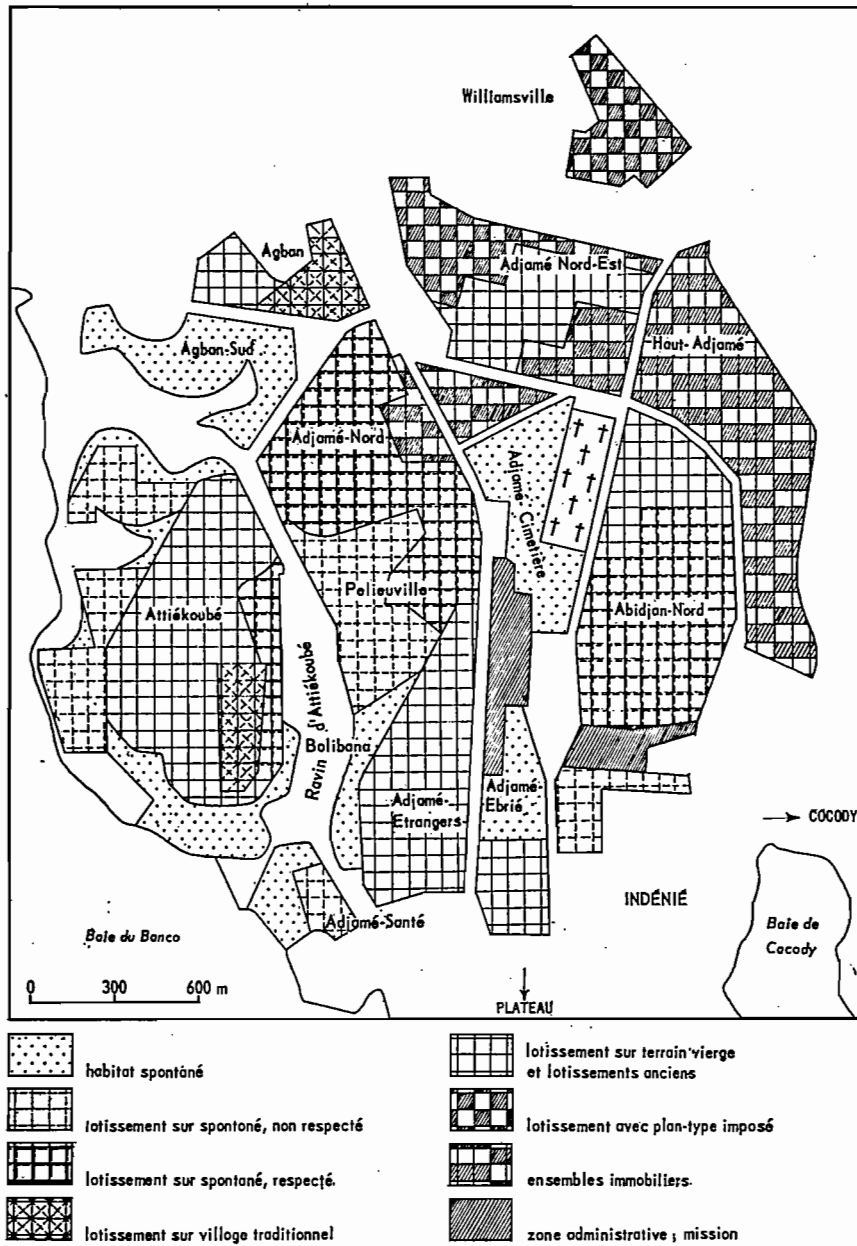 Williamsville
Agban
Adjamé Nord-Est
Agban-Sud
Haut-Adjamé
Adjamé-Nord
Adjamé Cimetière
Pelieuville
Attiékoubé
Abidjan-Nord
Ravin d'Attiékoubé
Bolibana
Adjamé-
Etrangers
Adjamé-
Ebrié
COCODY
INDÉNIÉ
Adjamé-Santé
Baie du Banco
Baie de
Cocody
0 300 600 m
PLATEAU
habitat spontáné
lotissement sur spontoné, non respecté
lotissement sur spontané, respecté.
lotissement sur villoge traditionnel
lotissement sur terrain vierge
et lotissements anciens
lotissement avec plan-type imposé
ensembles immobiliers.
zone administrative ; mission